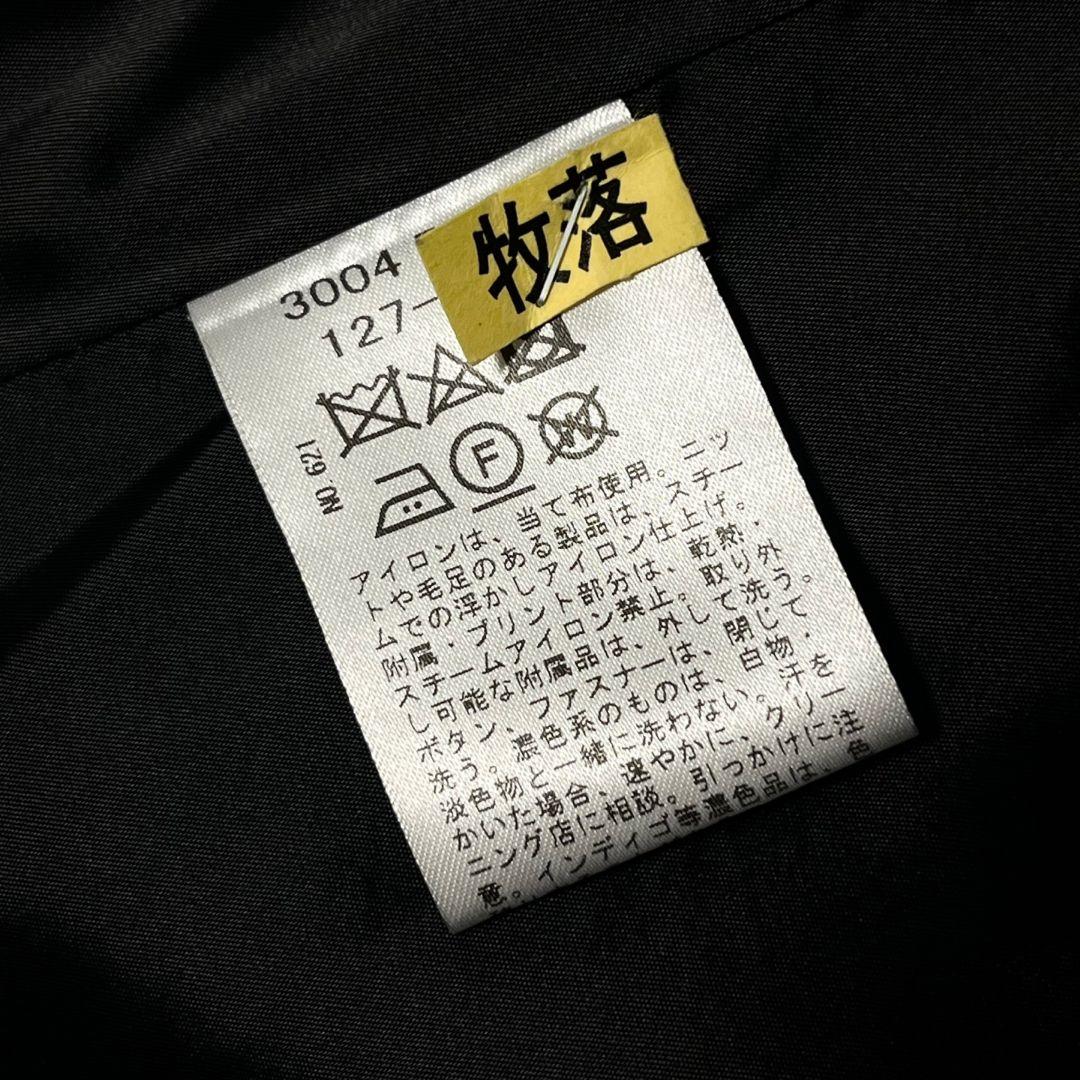 牧落
3004
127-
NO 621
F
W
アイロンは、当て布使用。ニッ
トや毛足のある製品は、スチー
ムでの浮かしアイロン仕上げ。
附属・プリント部分は、乾熱・
スチームアイロン禁止。取り外
し可能な附属品は、外して洗う。
ボタン、ファスナーは、閉じて
洗う。濃色系のものは、白物・
淡色物と一緒に洗わない。汗を
かいた場合、速やかに、クリー
ニング店に相談。引っかけに注
意。インディゴ等濃色品は、色